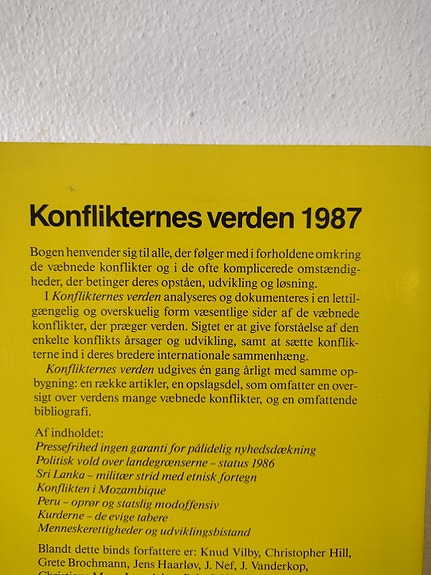 Konflikternes verden 1987
Bogen henvender sig til alle, der følger med i forholdene omkring
de væbnede konflikter og i de ofte komplicerede omstændig-
heder, der betinger deres opståen, udvikling og løsning.
I Konflikternes verden analyseres og dokumenteres i en lettil-
gængelig og overskuelig form væsentlige sider af de væbnede
konflikter, der præger verden. Sigtet er at give forståelse af den
enkelte konflikts årsager og udvikling, samt at sætte konflik-
terne ind i deres bredere internationale sammenhæng.
Konflikternes verden udgives én gang årligt med samme op-
bygning: en række artikler, en opslagsdel, som omfatter en over-
sigt over verdens mange væbnede konflikter, og en omfattende
bibliografi.
Af indholdet:
Pressefrihed ingen garanti for pålidelig nyhedsdækning
Politisk vold over landegrænserne – status 1986
Sri Lanka – militær strid med etnisk fortegn
Konflikten i Mozambique
Peru – oprør og statslig modoffensiv
Kurderne – de evige tabere
Menneskerettigheder og udviklingsbistand
Blandt dette binds forfattere er: Knud Vilby, Christopher Hill,
Grete Brochmann, Jens Haarløv, J. Nef, J. Vanderkop,